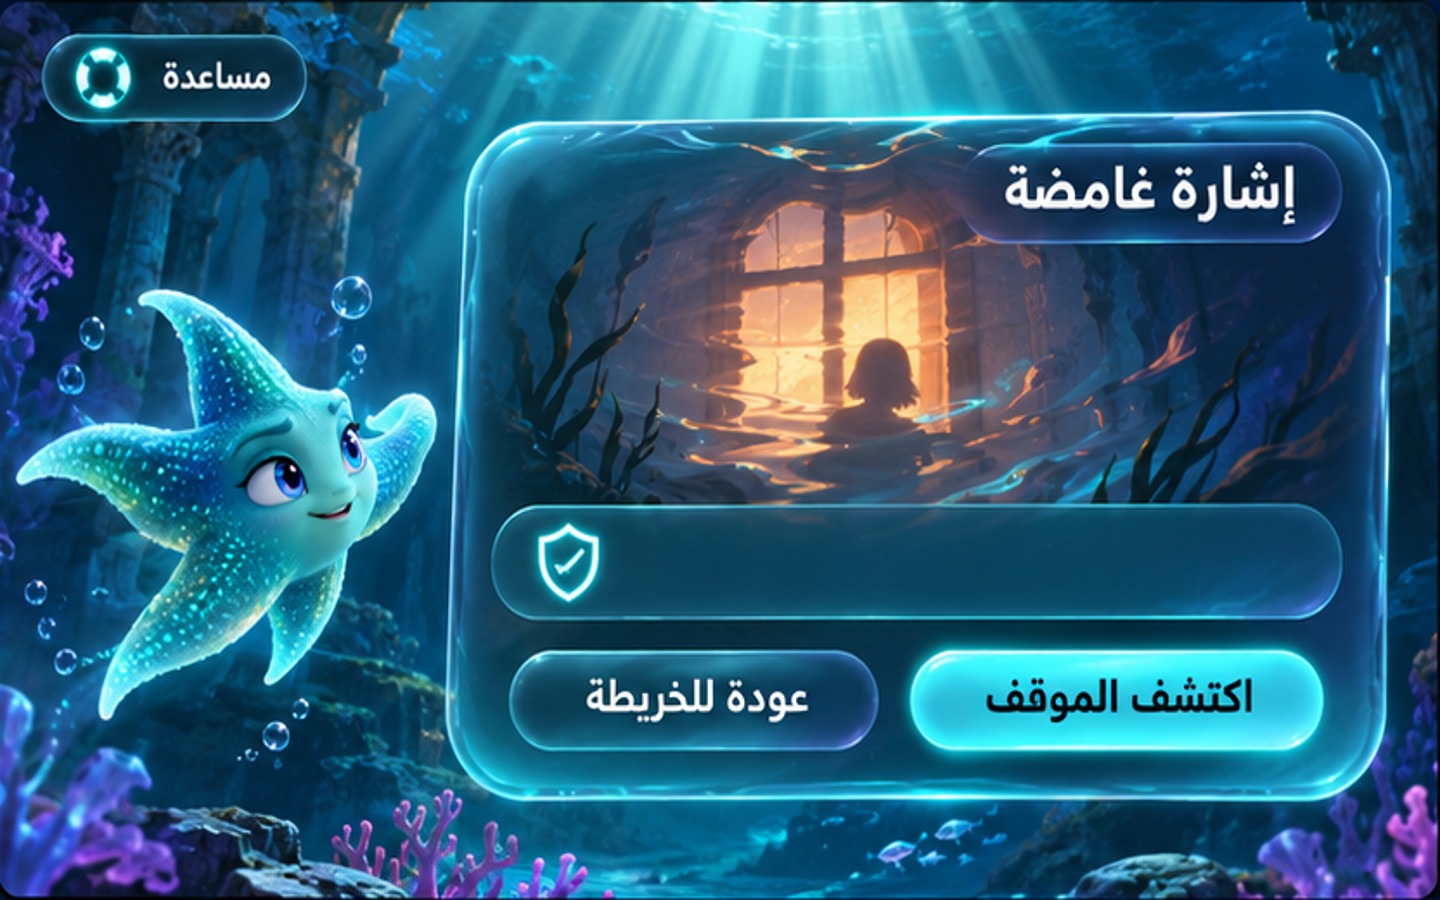 مساعدة
إشارة غامضة
اكتشف الموقف
عودة للخريطة